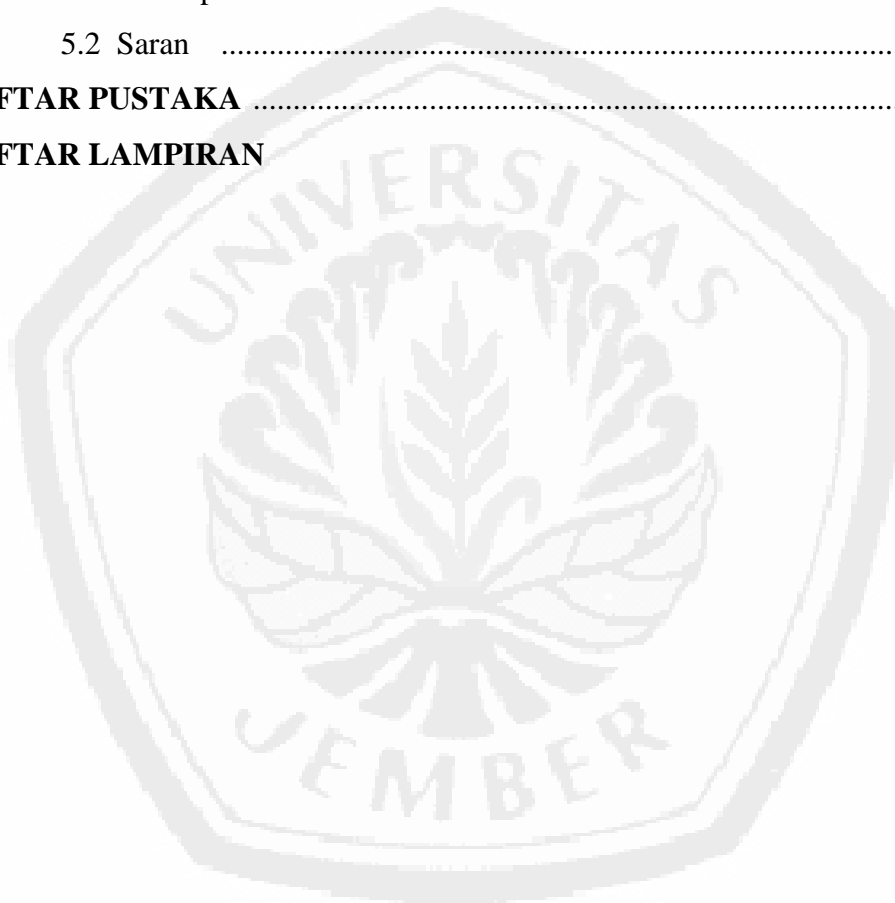 5.2 Saran ................................................................................
FTAR PUSTAKA ................................................................................
FTAR LAMPIRAN
UNIVERSITAS
JEMBER